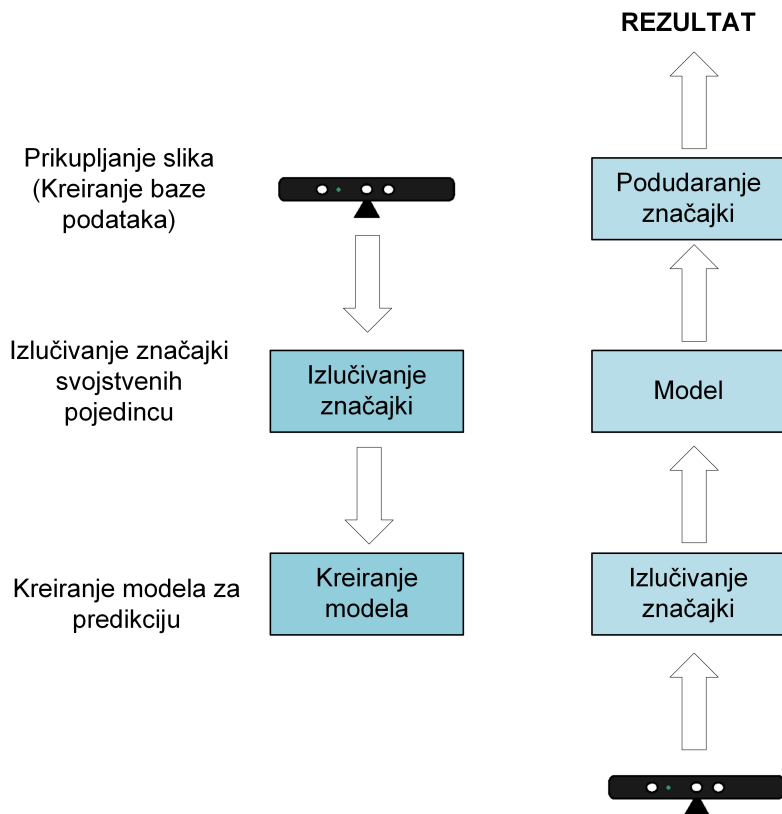 REZULTAT
Prikupljanje slika
(Kreiranje baze
podataka)
Podudaranje
značajki
Izlučivanje značajki
svojstvenih
pojedincu
Izlučivanje
značajki
Model
Kreiranje modela za
predikciju
Kreiranje
modela
Izlučivanje
značajki